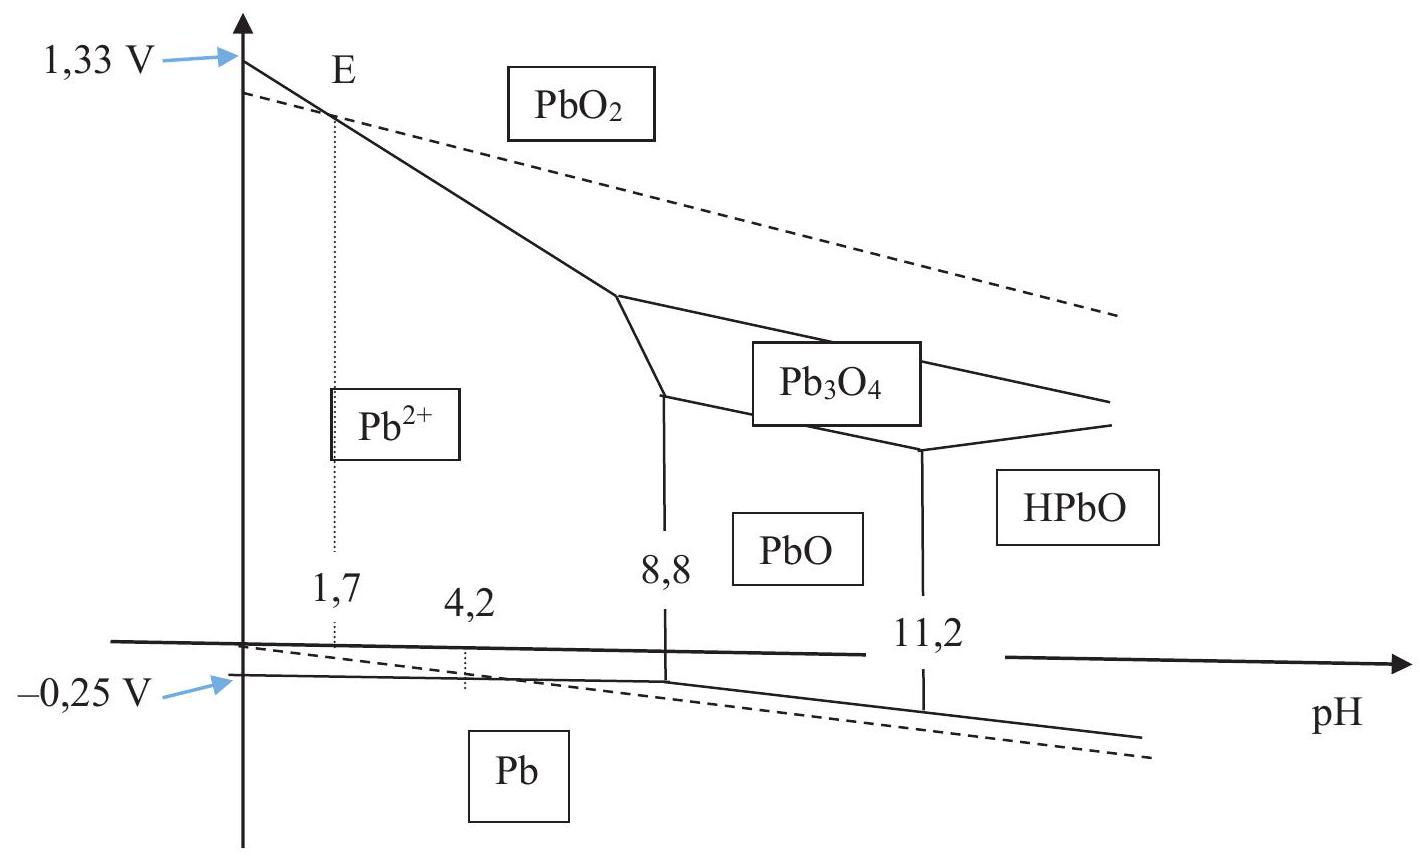 1,33 V
E
PbO₂
Pb₃O₄
Pb²⁺
HPbO
PbO
8,8
1,7
4,2
11,2
–0,25 V
pH
Pb